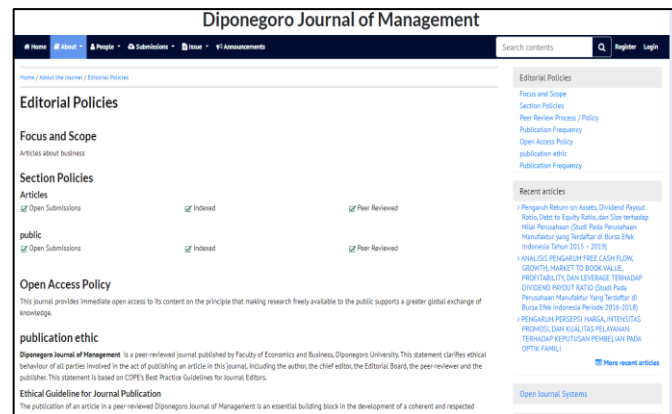 Diponegoro Journal of Management
Home About People Submissions Issue Announcements
Search contents
Register Login
Home / About the Journal / Editorial Policies
Editorial Policies
Focus and Scope
Articles about business
Section Policies
Articles
Open Submissions Indexed Peer Reviewed
public
Open Submissions Indexed Peer Reviewed
Open Access Policy
This journal provides immediate open access to its content on the principle that making research freely available to the public supports a greater global exchange of
knowledge.
publication ethic
Diponegoro Journal of Management is a peer-reviewed journal published by Faculty of Economics and Business, Diponegoro University. This statement clarifies ethical
behaviour of all parties involved in the act of publishing an article in this journal, including the author, the chief editor, the Editorial Board, the peer-reviewer and the
publisher. This statement is based on COPE's Best Practice Guidelines for Journal Editors.
Ethical Guideline for Journal Publication
The publication of an article in a peer-reviewed Diponegoro Journal of Management is an essential building block in the development of a coherent and respected
Editorial Policies
Focus and Scope
Section Policies
Peer Review Process / Policy
Publication Frequency
Open Access Policy
publication ethic
Publication Frequency
Recent articles
› Pengaruh Return on Assets, Dividend Payout
Ratio, Debt to Equity Ratio, dan Size terhadap
Nilai Perusahaan (Studi Pada Perusahaan
Manufaktur yang Terdaftar di Bursa Efek
Indonesia Tahun 2015 – 2019)
› ANALISIS PENGARUH FREE CASH FLOW,
GROWTH, MARKET TO BOOK VALUE,
PROFITABILITY, DAN LEVERAGE TERHADAP
DIVIDEND PAYOUT RATIO (Studi Pada
Perusahaan Manufaktur Yang Terdaftar di
Bursa Efek Indonesia Periode 2016-2018)
› PENGARUH PERSEPSI HARGA, INTENSITAS
PROMOSI, DAN KUALITAS PELAYANAN
TERHADAP KEPUTUSAN PEMBELIAN PADA
OPTIK FAMILI
More recent articles
Open Journal Systems